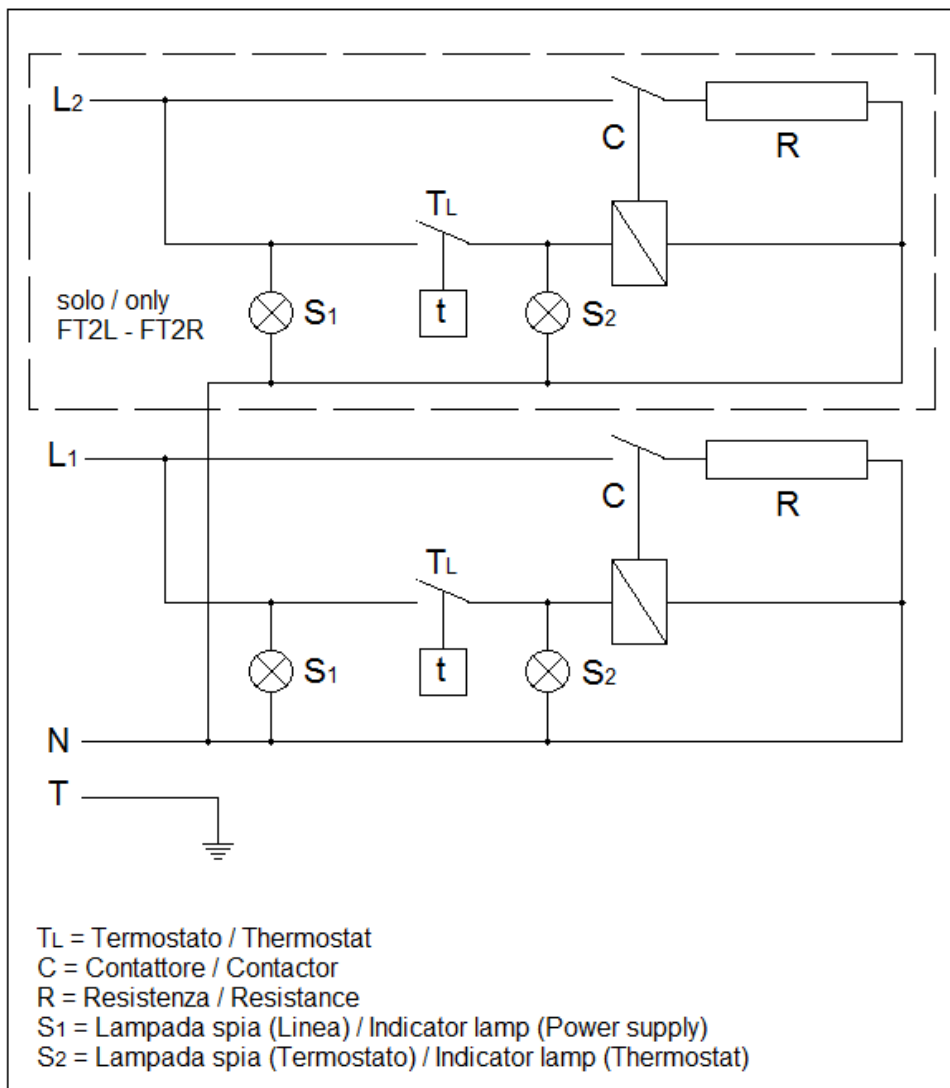 L2
C
R
TL
solo / only
FT2L - FT2R
S1
t
S2
L1
C
R
TL
S1
t
S2
N
T
TL = Termostato / Thermostat
C = Contattore / Contactor
R = Resistenza / Resistance
S1 = Lampada spia (Linea) / Indicator lamp (Power supply)
S2 = Lampada spia (Termostato) / Indicator lamp (Thermostat)